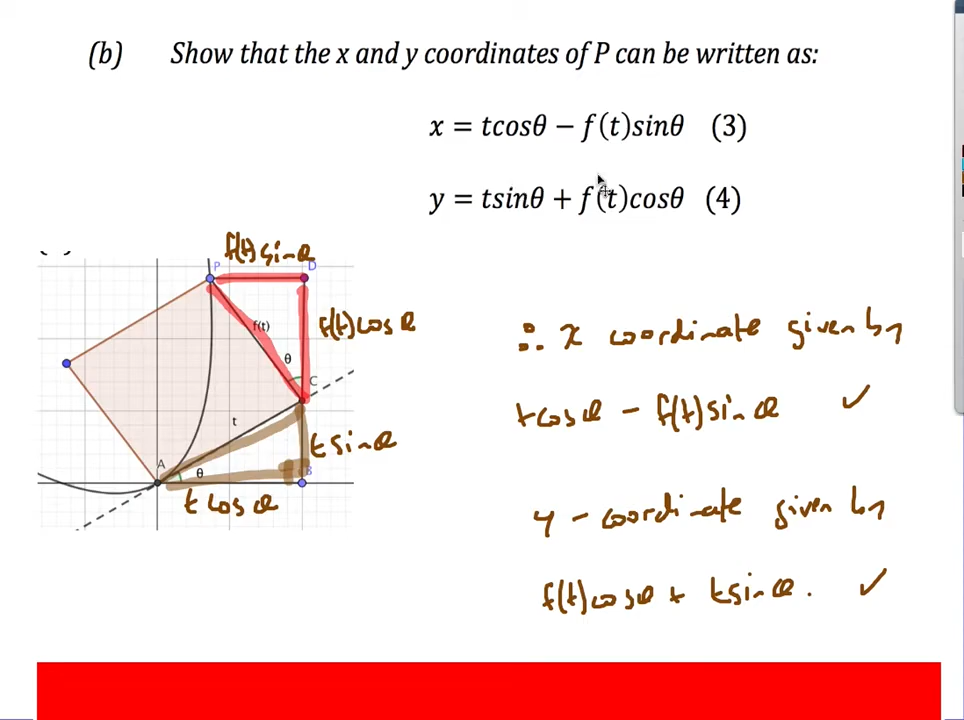 (b) Show that the x and y coordinates of P can be written as:
x = tcosθ − f(t)sinθ (3)
y = tsinθ + f(t)cosθ (4)
f(t)sinθ
P
D
f(t)
f(t)cosθ
θ
C
t
tsinθ
A
θ
B
tcosθ
∴ x coordinate given by
tcosθ − f(t)sinθ ✓
y - coordinate given by
f(t)cosθ + tsinθ. ✓